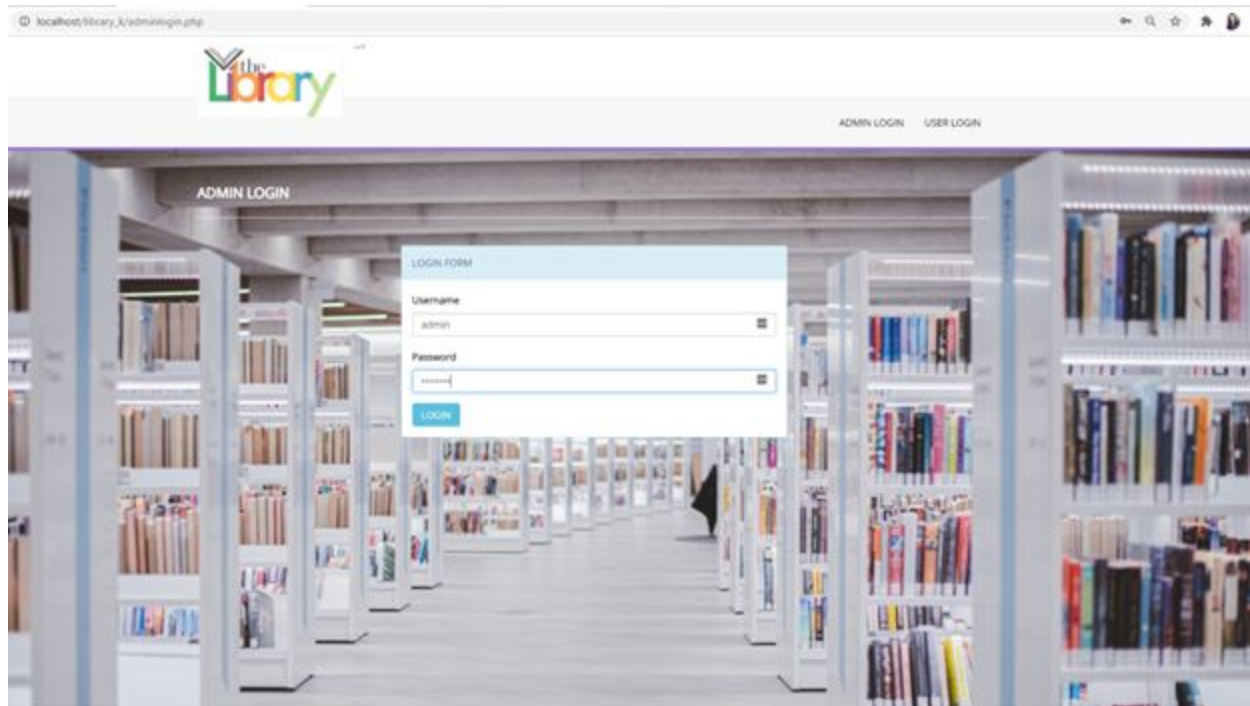 localhost/library_k/adminlogin.php
the
Library
ADMIN LOGIN USER LOGIN
ADMIN LOGIN
LOGIN FORM
Username
admin
Password
LOGIN